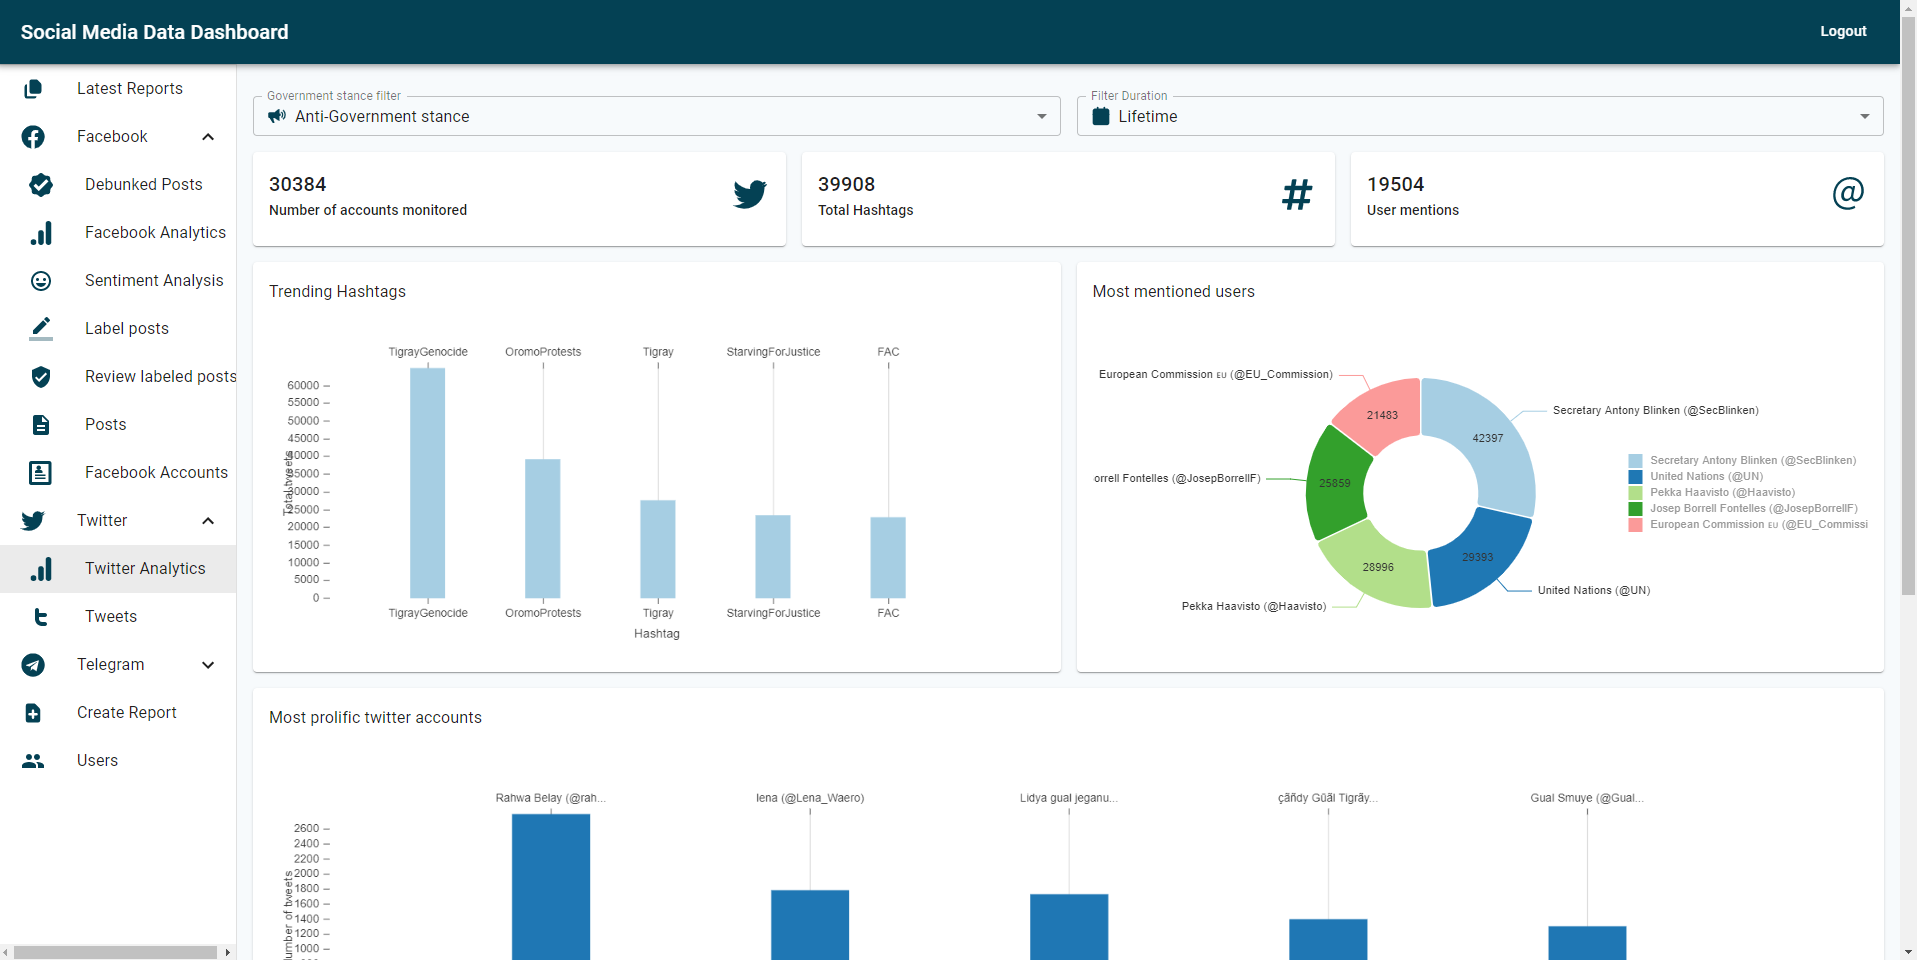 Social Media Data Dashboard
Logout
Latest Reports
Facebook
Debunked Posts
Facebook Analytics
Sentiment Analysis
Label posts
Review labeled posts
Posts
Facebook Accounts
Twitter
Twitter Analytics
Tweets
Telegram
Create Report
Users
Government stance filter
Anti-Government stance
Filter Duration
Lifetime
30384
Number of accounts monitored
39908
Total Hashtags
19504
User mentions
Trending Hashtags
TigrayGenocide OromoProtests Tigray StarvingForJustice FAC
60000
55000
50000
45000
40000
35000
30000
25000
20000
15000
10000
5000
0
Total tweets
TigrayGenocide OromoProtests Tigray StarvingForJustice FAC
Hashtag
Most mentioned users
European Commission EU (@EU_Commission)
21483
Secretary Antony Blinken (@SecBlinken)
42397
orrell Fontelles (@JosepBorrellF)
25859
29393
28996
United Nations (@UN)
Pekka Haavisto (@Haavisto)
Secretary Antony Blinken (@SecBlinken)
United Nations (@UN)
Pekka Haavisto (@Haavisto)
Josep Borrell Fontelles (@JosepBorrellF)
European Commission EU (@EU_Commissi
Most prolific twitter accounts
Rahwa Belay (@rah... lena (@Lena_Waero) Lidya gual jeganu... çãñdy Gûãl Tigrãy... Gual Smuye (@Gual...
2600
2400
2200
2000
1800
1600
1400
1200
1000
lumber of tweets